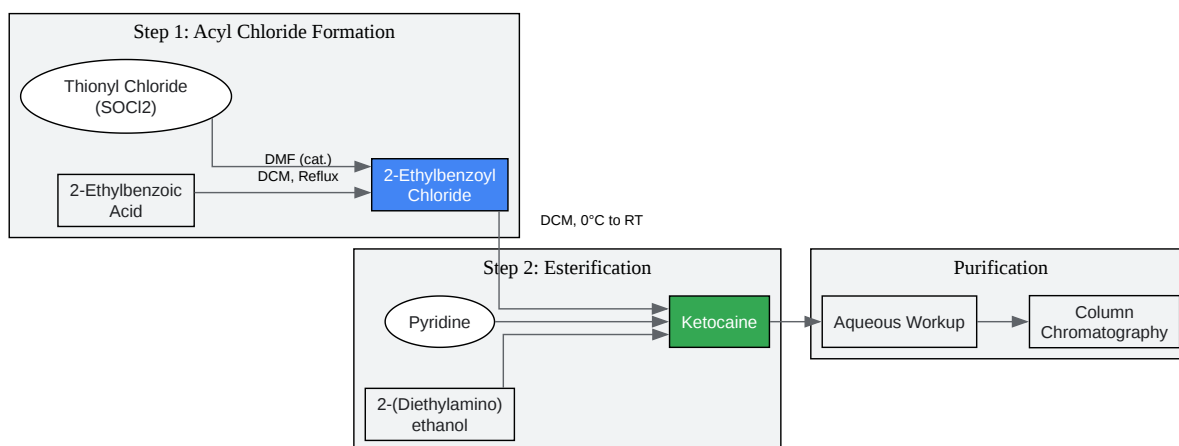 Step 1: Acyl Chloride Formation
Thionyl Chloride
(SOCl2)
DMF (cat.)
DCM, Reflux
2-Ethylbenzoic
Acid
2-Ethylbenzoyl
Chloride
DCM, 0°C to RT
Step 2: Esterification
Pyridine
2-(Diethylamino)
ethanol
Ketocaine
Purification
Aqueous Workup
Column
Chromatography